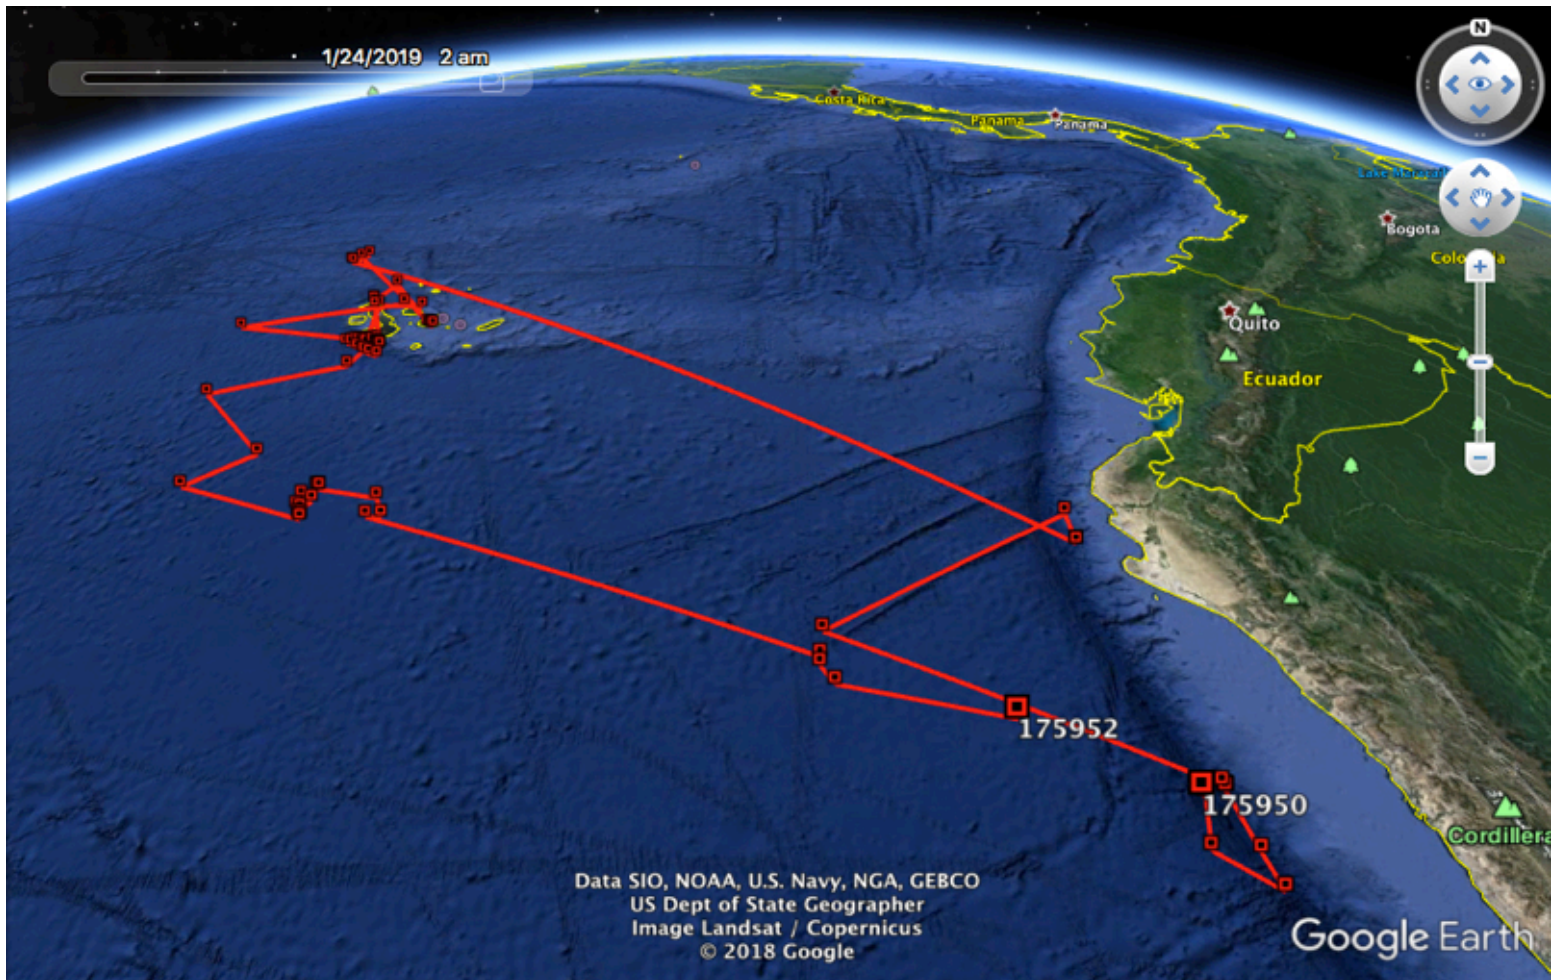 1/24/2019 2 am
N
Costa Rica
Panama
Panama
Bogota
Quito
Ecuador
175952
175950
Cordillera
Data SIO, NOAA, U.S. Navy, NGA, GEBCO
US Dept of State Geographer
Image Landsat / Copernicus
© 2018 Google
Google Earth